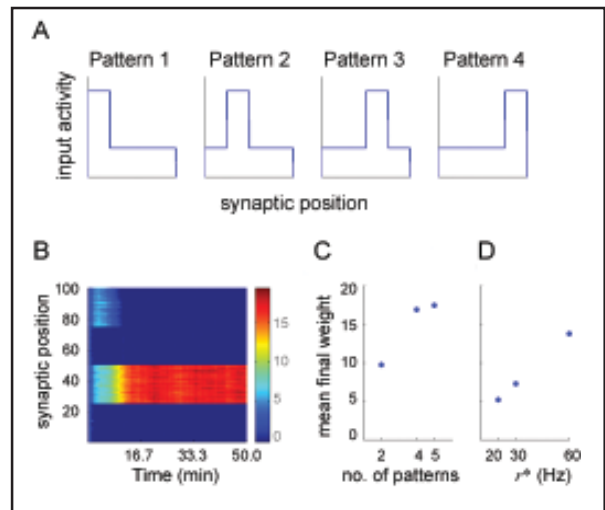 A
Pattern 1 Pattern 2 Pattern 3 Pattern 4
input activity
synaptic position
B
synaptic position
100
80
60
40
20
16.7 33.3 50.0
Time (min)
15
10
5
0
C
mean final weight
20
15
10
5
0
2 4 5
no. of patterns
D
20 30 60
r* (Hz)